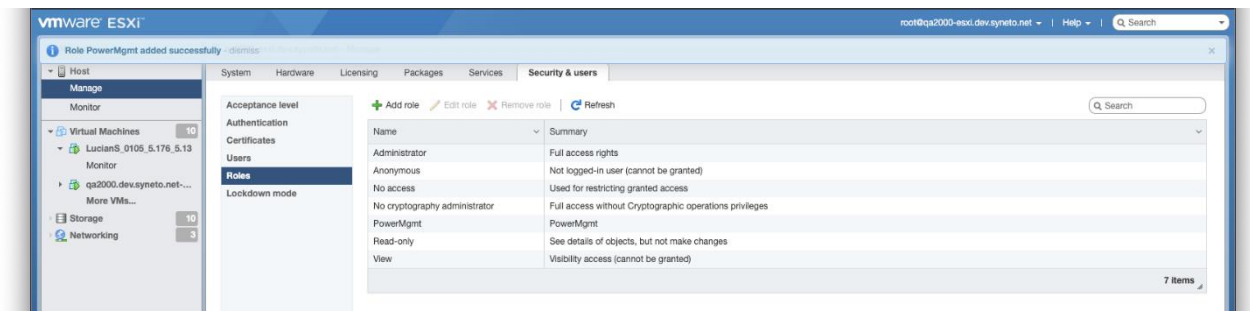 vmware ESXi™
root@qa2000-esxi.dev.syneto.net | Help | Search
Role PowerMgmt added successfully - dismiss
Host
Manage
Monitor
Virtual Machines 10
LucianS_0105_5.176_5.13
Monitor
qa2000.dev.syneto.net-...
More VMs...
Storage 10
Networking 3
System Hardware Licensing Packages Services Security & users
Acceptance level
Authentication
Certificates
Users
Roles
Lockdown mode
Add role Edit role Remove role | Refresh Search
Name Summary
Administrator Full access rights
Anonymous Not logged-in user (cannot be granted)
No access Used for restricting granted access
No cryptography administrator Full access without Cryptographic operations privileges
PowerMgmt PowerMgmt
Read-only See details of objects, but not make changes
View Visibility access (cannot be granted)
7 items